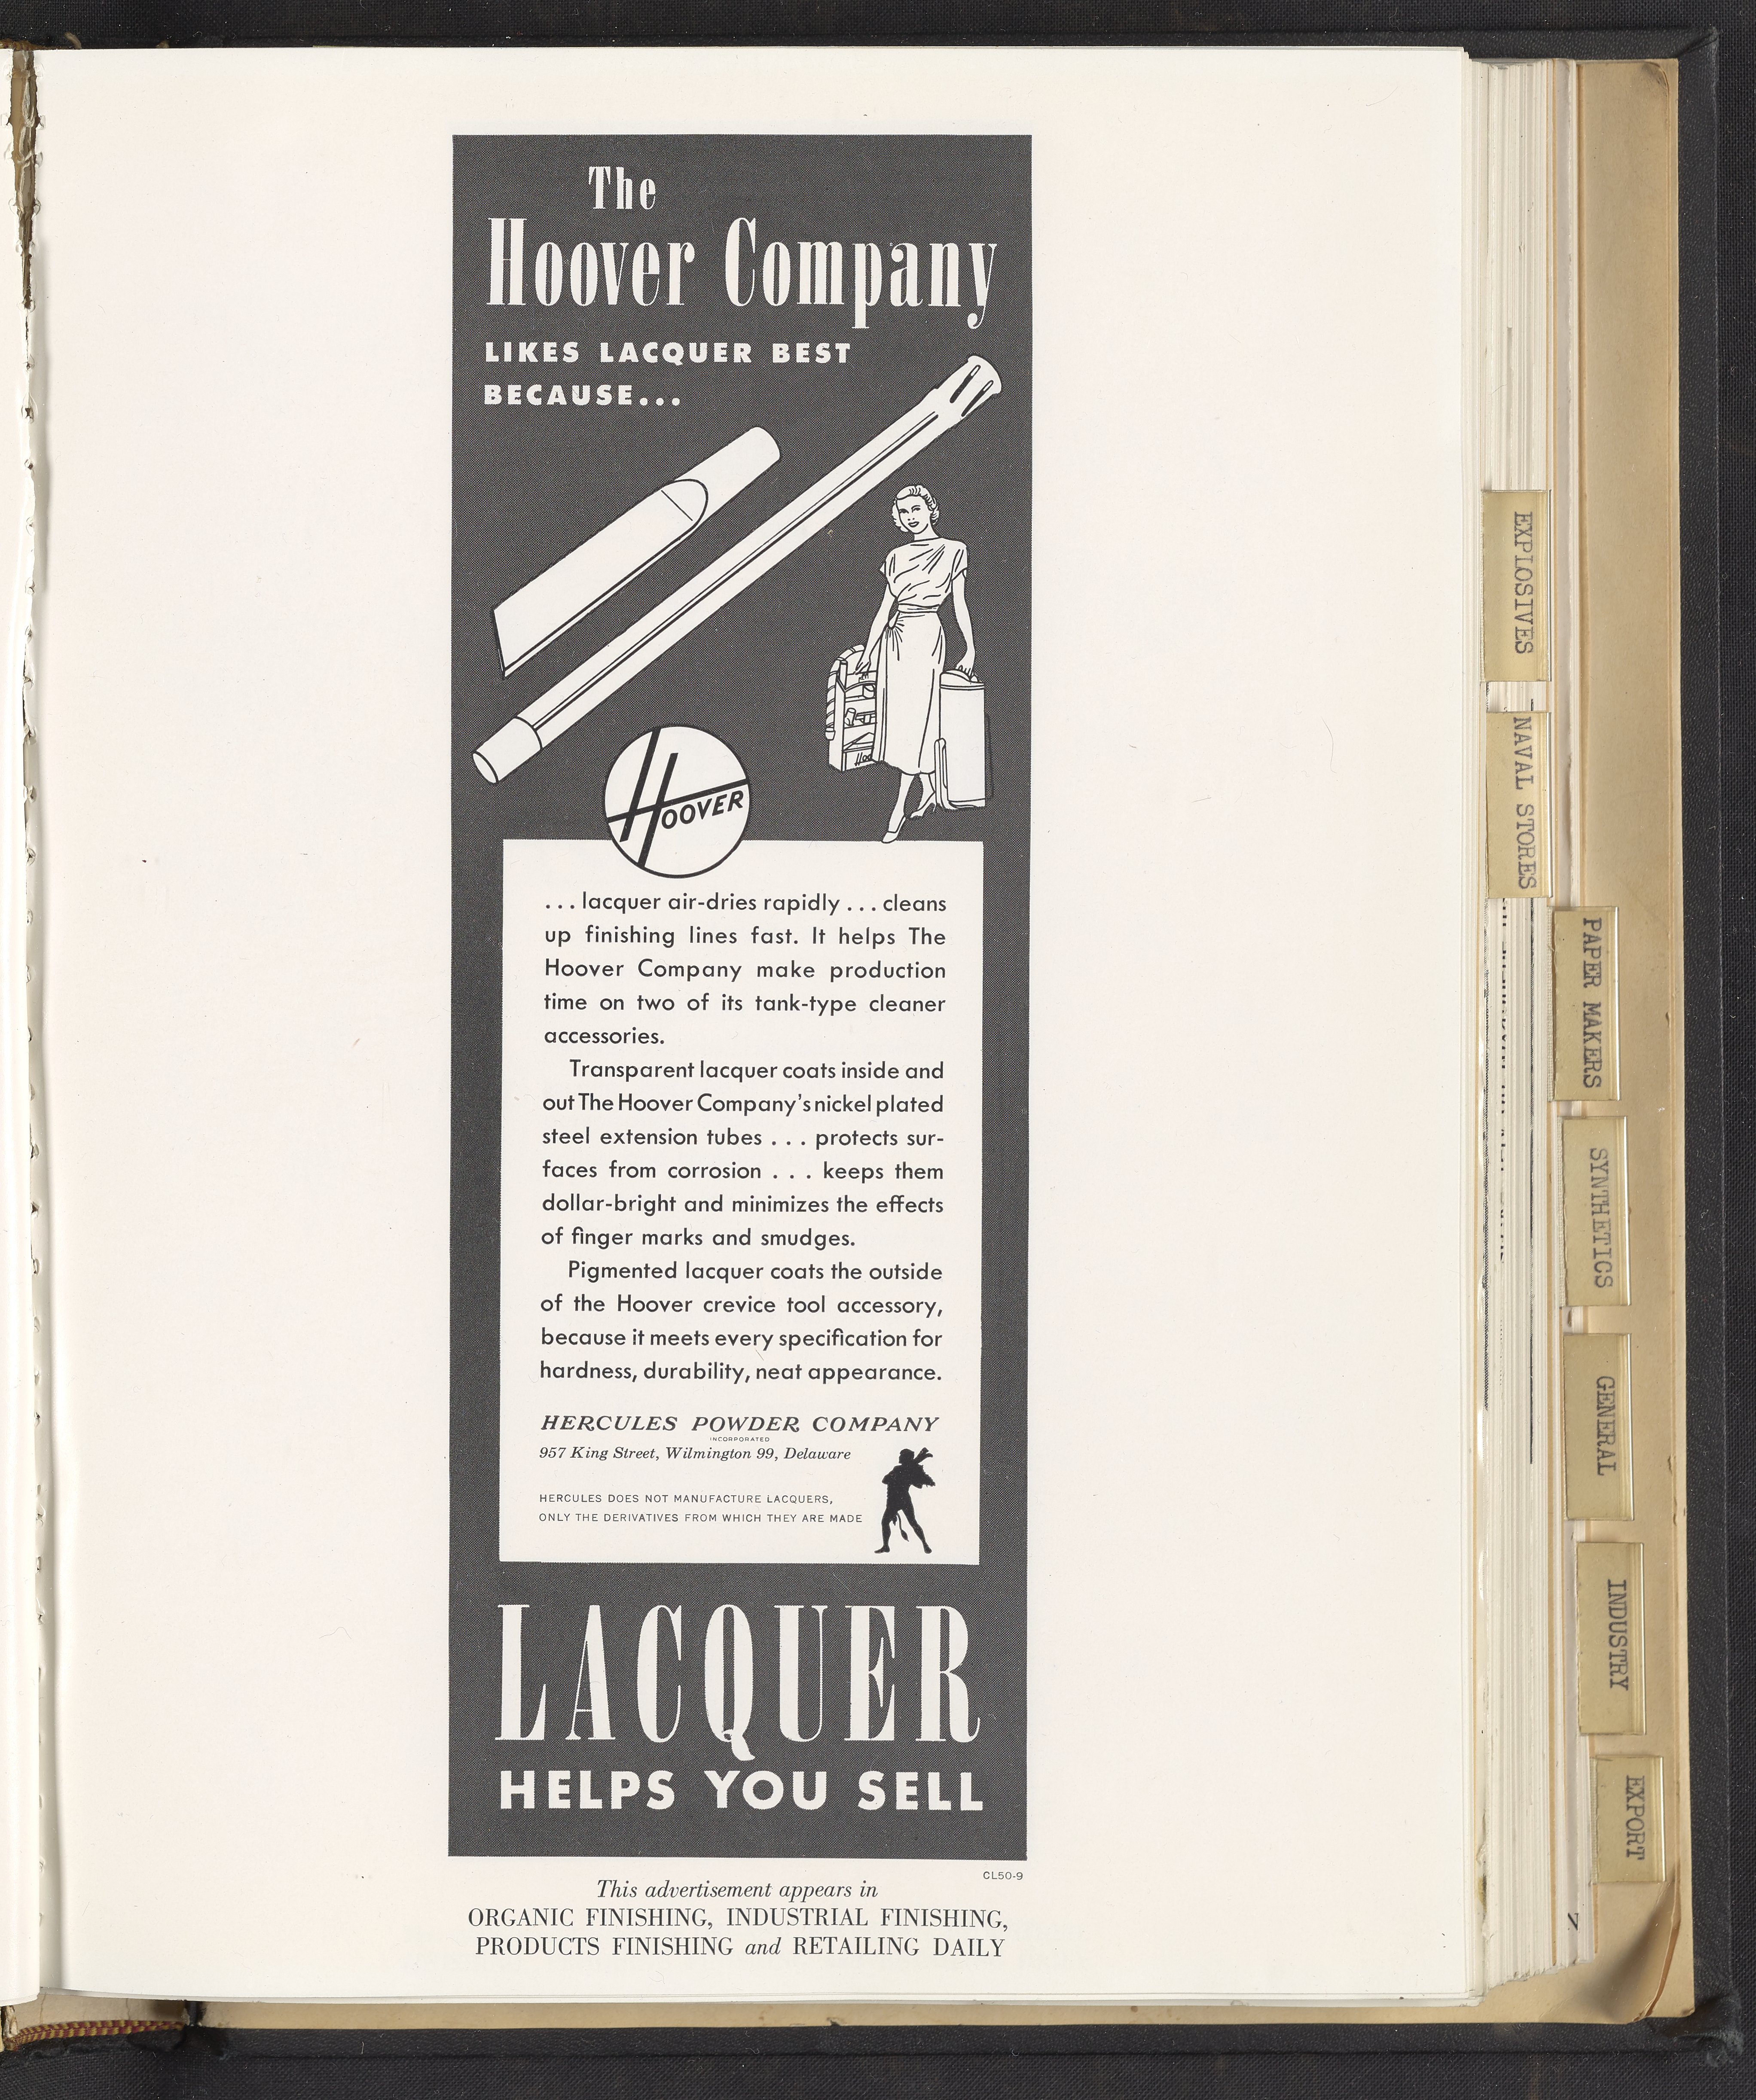 The
Hoover Company
LIKES LACQUER BEST
BECAUSE...
Hoo
HOOVER
... lacquer air-dries rapidly ... cleans
up finishing lines fast. It helps The
Hoover Company make production
time on two of its tank-type cleaner
accessories.
Transparent lacquer coats inside and
out The Hoover Company's nickel plated
steel extension tubes ... protects sur-
faces from corrosion ... keeps them
dollar-bright and minimizes the effects
of finger marks and smudges.
Pigmented lacquer coats the outside
of the Hoover crevice tool accessory,
because it meets every specification for
hardness, durability, neat appearance.
HERCULES POWDER COMPANY
INCORPORATED
957 King Street, Wilmington 99, Delaware
HERCULES DOES NOT MANUFACTURE LACQUERS,
ONLY THE DERIVATIVES FROM WHICH THEY ARE MADE
LACQUER
HELPS YOU SELL
CL50-9
This advertisement appears in
ORGANIC FINISHING, INDUSTRIAL FINISHING,
PRODUCTS FINISHING and RETAILING DAILY
EXPLOSIVES
NAVAL STORES
PAPER MAKERS
SYNTHETICS
GENERAL
INDUSTRY
EXPORT
N